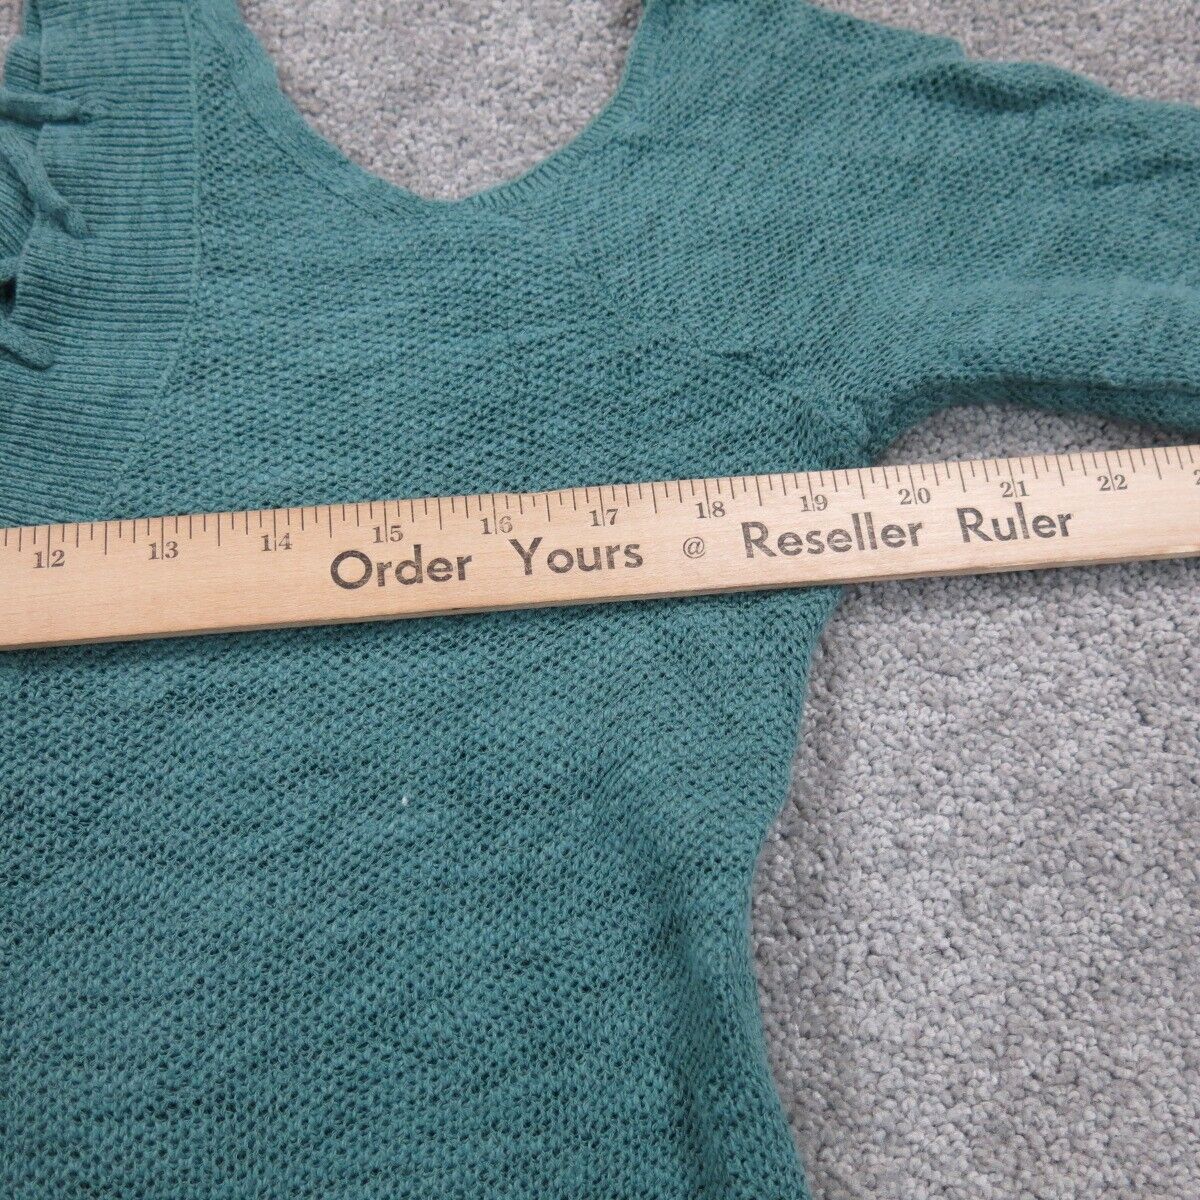 12 13 14 15 16 17 18 19 20 21 22
Order Yours @ Reseller Ruler